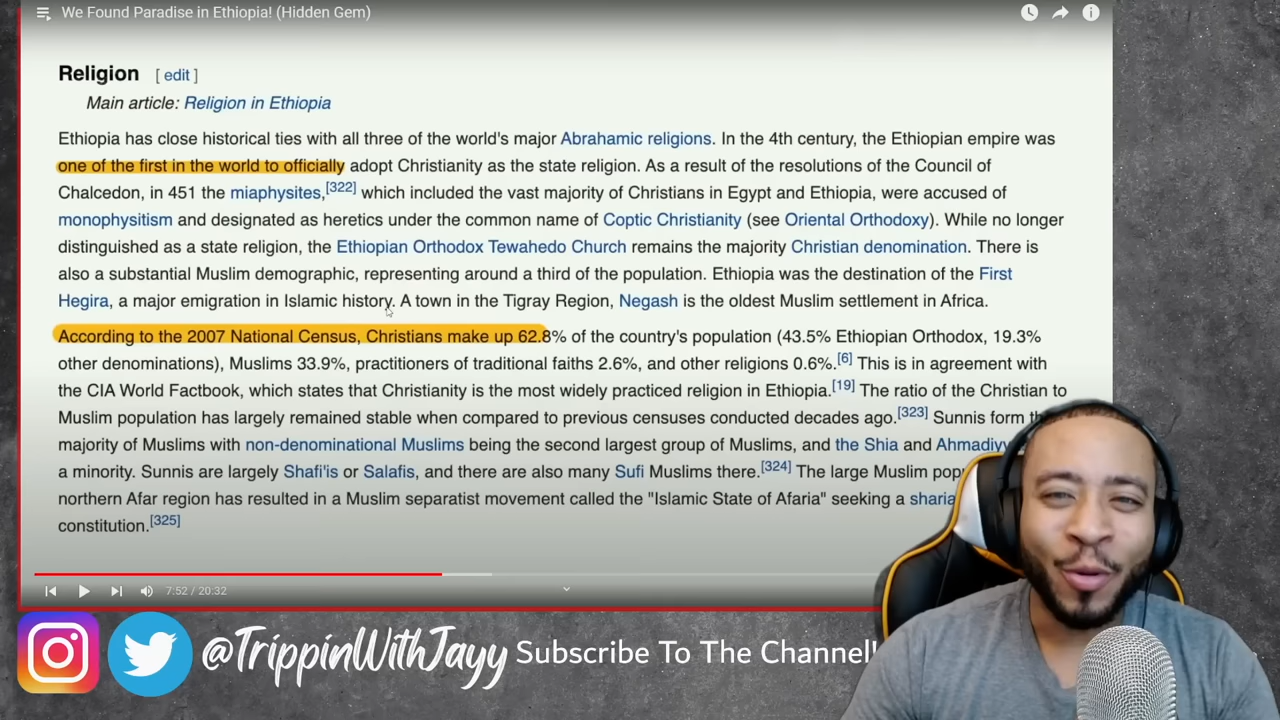 We Found Paradise in Ethiopia! (Hidden Gem)
Religion [ edit ]
Main article: Religion in Ethiopia
Ethiopia has close historical ties with all three of the world's major Abrahamic religions. In the 4th century, the Ethiopian empire was
one of the first in the world to officially adopt Christianity as the state religion. As a result of the resolutions of the Council of
Chalcedon, in 451 the miaphysites,[322] which included the vast majority of Christians in Egypt and Ethiopia, were accused of
monophysitism and designated as heretics under the common name of Coptic Christianity (see Oriental Orthodoxy). While no longer
distinguished as a state religion, the Ethiopian Orthodox Tewahedo Church remains the majority Christian denomination. There is
also a substantial Muslim demographic, representing around a third of the population. Ethiopia was the destination of the First
Hegira, a major emigration in Islamic history. A town in the Tigray Region, Negash is the oldest Muslim settlement in Africa.
According to the 2007 National Census, Christians make up 62.8% of the country's population (43.5% Ethiopian Orthodox, 19.3%
other denominations), Muslims 33.9%, practitioners of traditional faiths 2.6%, and other religions 0.6%.[6] This is in agreement with
the CIA World Factbook, which states that Christianity is the most widely practiced religion in Ethiopia.[19] The ratio of the Christian to
Muslim population has largely remained stable when compared to previous censuses conducted decades ago.[323] Sunnis form
majority of Muslims with non-denominational Muslims being the second largest group of Muslims, and the Shia and
a minority. Sunnis are largely Shafi'is or Salafis, and there are also many Sufi Muslims there.[324] The large Muslim
northern Afar region has resulted in a Muslim separatist movement called the "Islamic State of Afaria" seeking a sharia
constitution.[325]
7:52 / 20:32
@TrippinWithJayy Subscribe To The Channel!